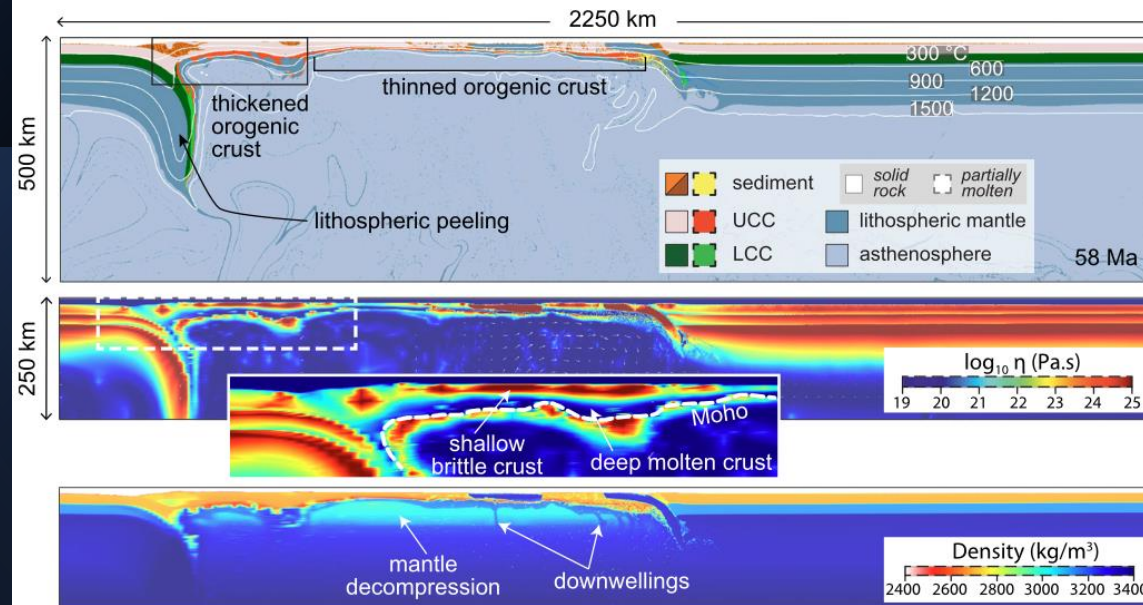 2250 km
500 km
300 °C
600
900
1200
1500
thickened
orogenic
crust
thinned orogenic crust
lithospheric peeling
sediment
solid
rock
partially
molten
UCC
lithospheric mantle
LCC
asthenosphere
58 Ma
250 km
log₁₀ η (Pa.s)
19 20 21 22 23 24 25
Moho
shallow
brittle crust
deep molten crust
mantle
decompression
downwellings
Density (kg/m³)
2400 2600 2800 3000 3200 3400